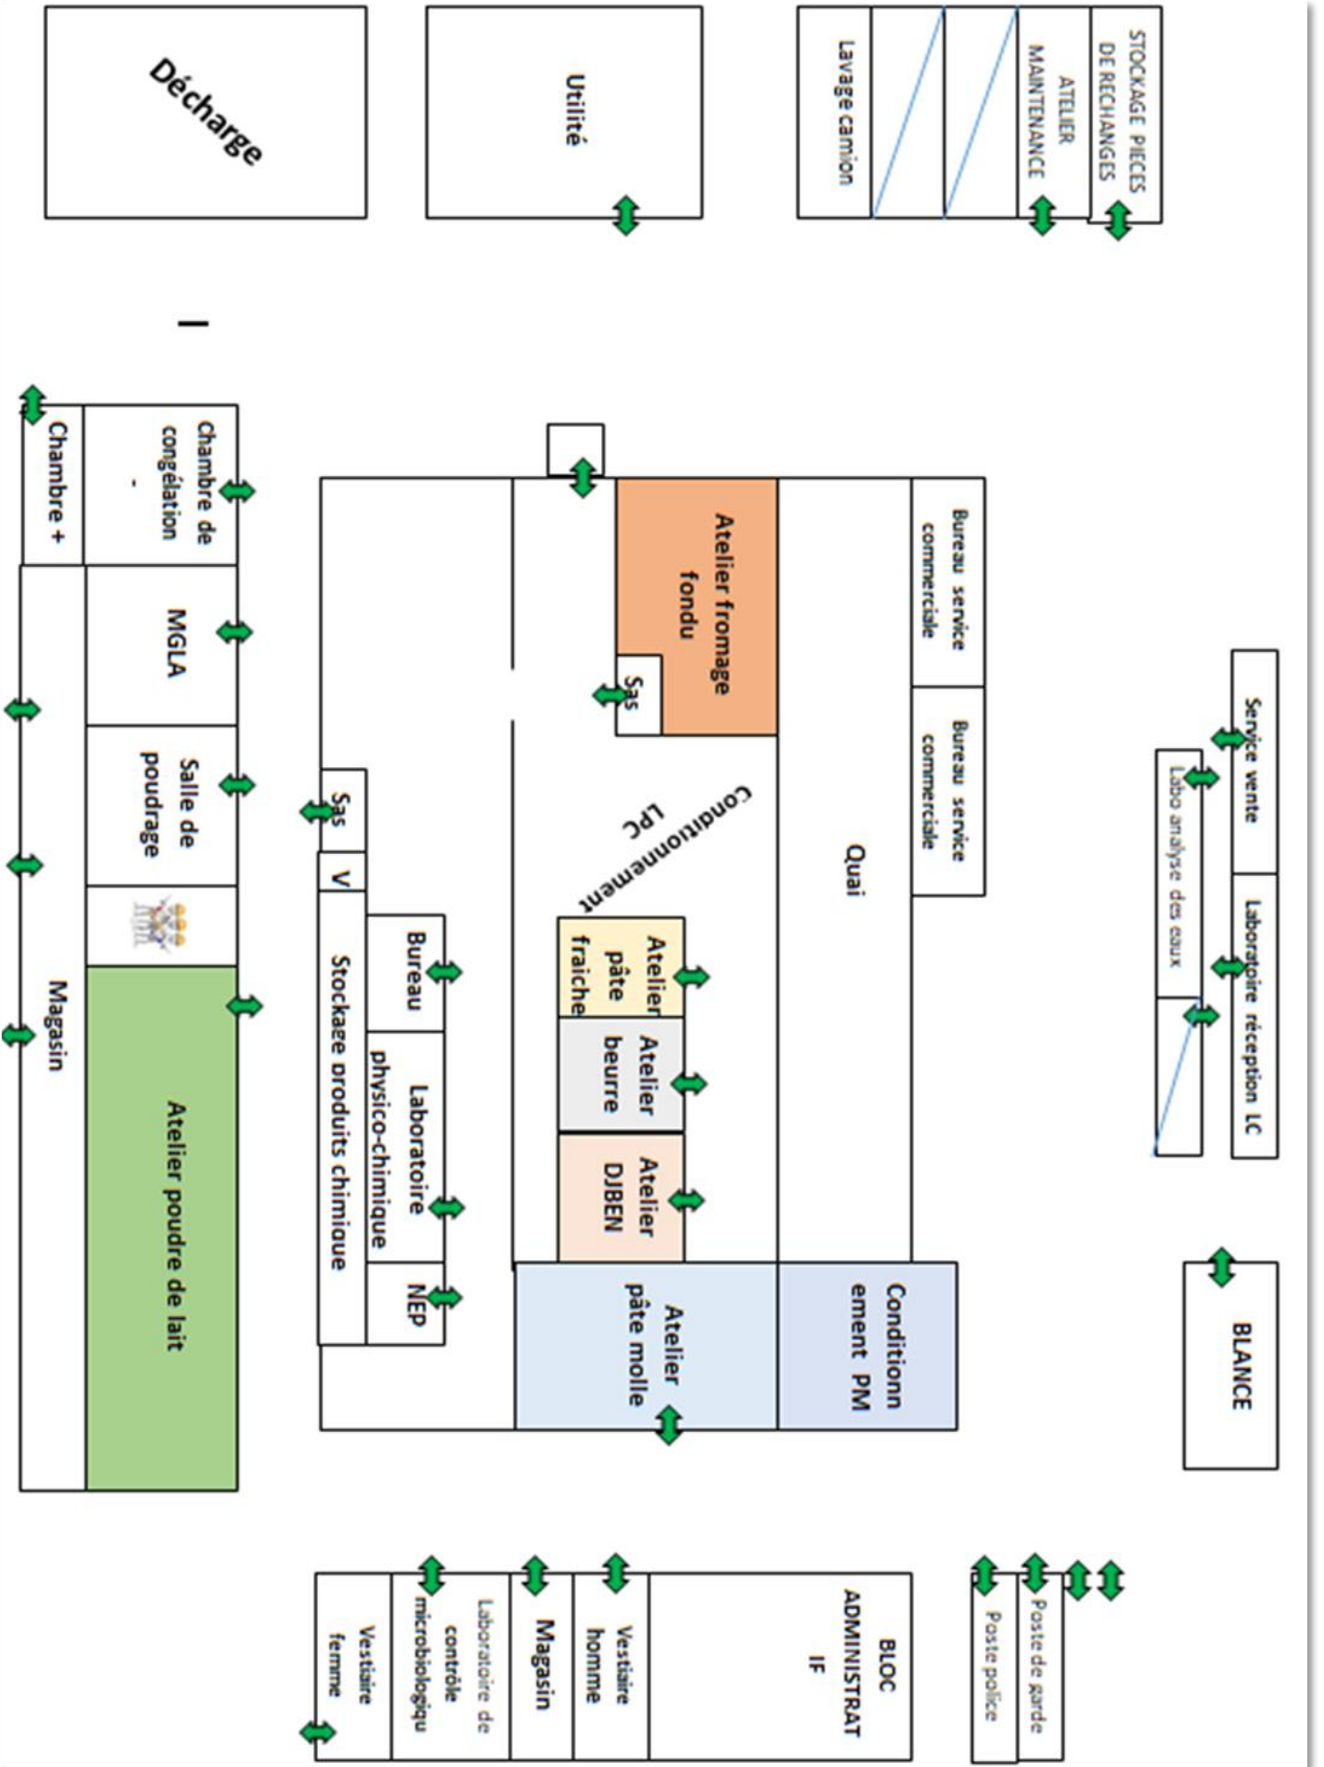 Décharge
Utilité
Lavage camion
ATELIER
MAINTENANCE
STOCKAGE PIECES
DE RECHANGES
Chambre de
congélation
-
Chambre +
MGLA
Salle de
poudrage
Atelier poudre de lait
Magasin
Atelier fromage
fondu
Sas
Conditionnement
LPC
Quai
Bureau service
commerciale
Bureau service
commerciale
Sas
V
Stockage produits chimique
Bureau
Laboratoire
physico-chimique
NEP
Atelier
pâte
fraiche
Atelier
beurre
Atelier
DJBEN
Atelier
pâte molle
Conditionn
ement PM
Service vente
Laboratoire réception LC
Labo analyse des eaux
BLANCE
Poste de garde
Poste police
BLOC
ADMINISTRAT
IF
Vestiaire
homme
Magasin
Laboratoire de
contrôle
microbiologiqu
Vestiaire
femme